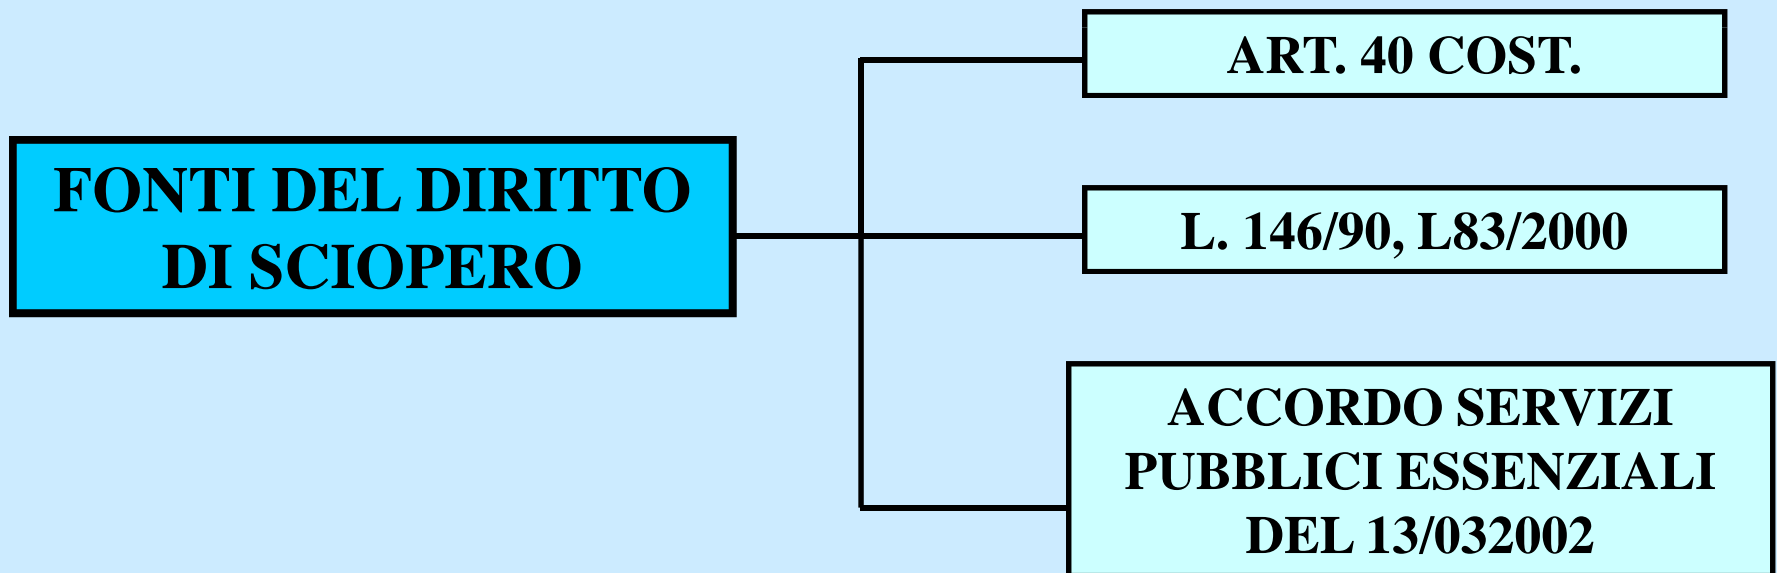 FONTI DEL DIRITTO
DI SCIOPERO
ART. 40 COST.
L. 146/90, L83/2000
ACCORDO SERVIZI
PUBBLICI ESSENZIALI
DEL 13/032002